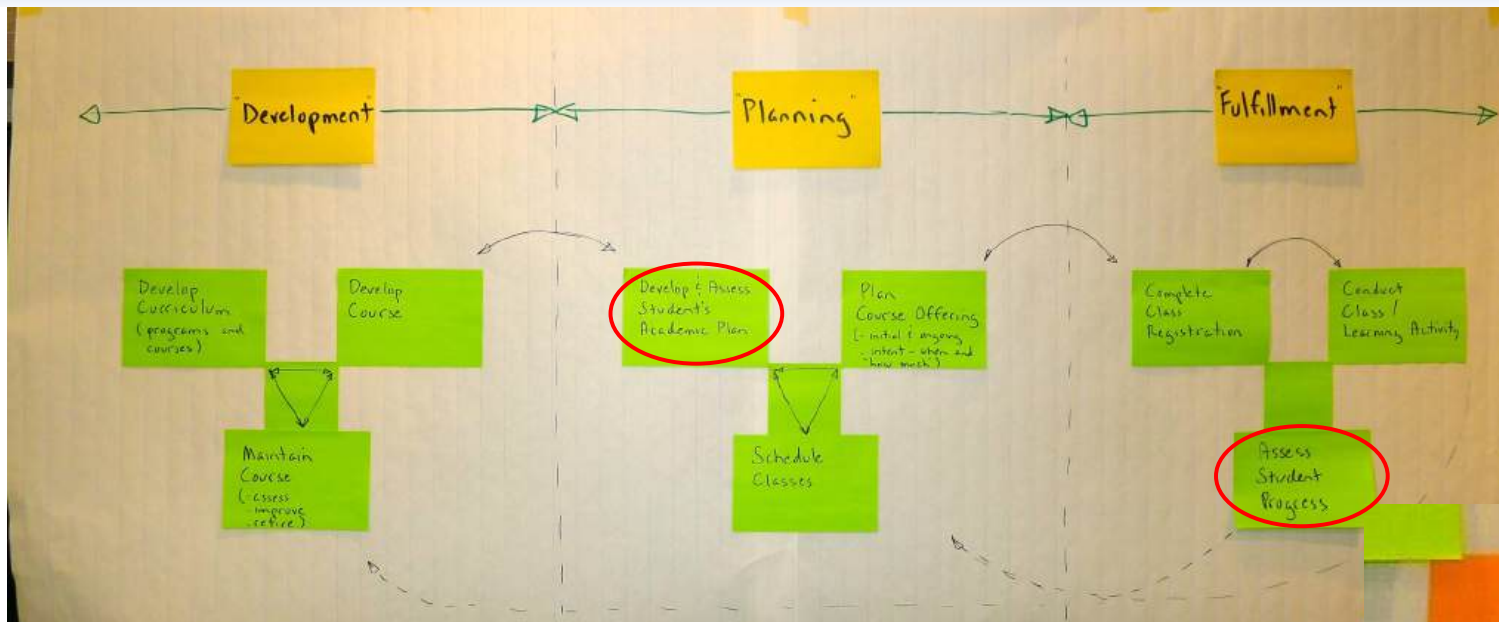 "Development"
"Planning"
"Fulfillment"
Develop
Curriculum
(programs and
courses)
Develop
Course
Maintain
Course
(-assess
-improve
-retire)
Develop & Assess
Student's
Academic Plan
Plan
Course Offering
(- initial & ongoing
- intent - when and
"how much")
Schedule
Classes
Complete
Class
Registration
Conduct
Class /
Learning Activity
Assess
Student
Progress